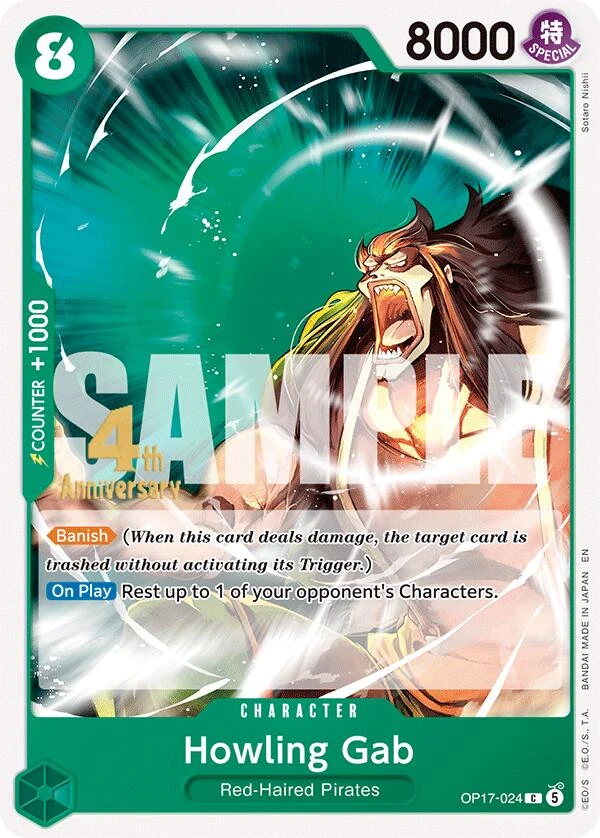 8
8000
特
SPECIAL
Sotaro Nishii
COUNTER +1000
SAMPLE
4th
Anniversary
Banish (When this card deals damage, the target card is
trashed without activating its Trigger.)
On Play Rest up to 1 of your opponent's Characters.
CHARACTER
Howling Gab
Red-Haired Pirates
OP17-024 C 5
©E.O/S ©E.O./S., T.A. BANDAI MADE IN JAPAN EN